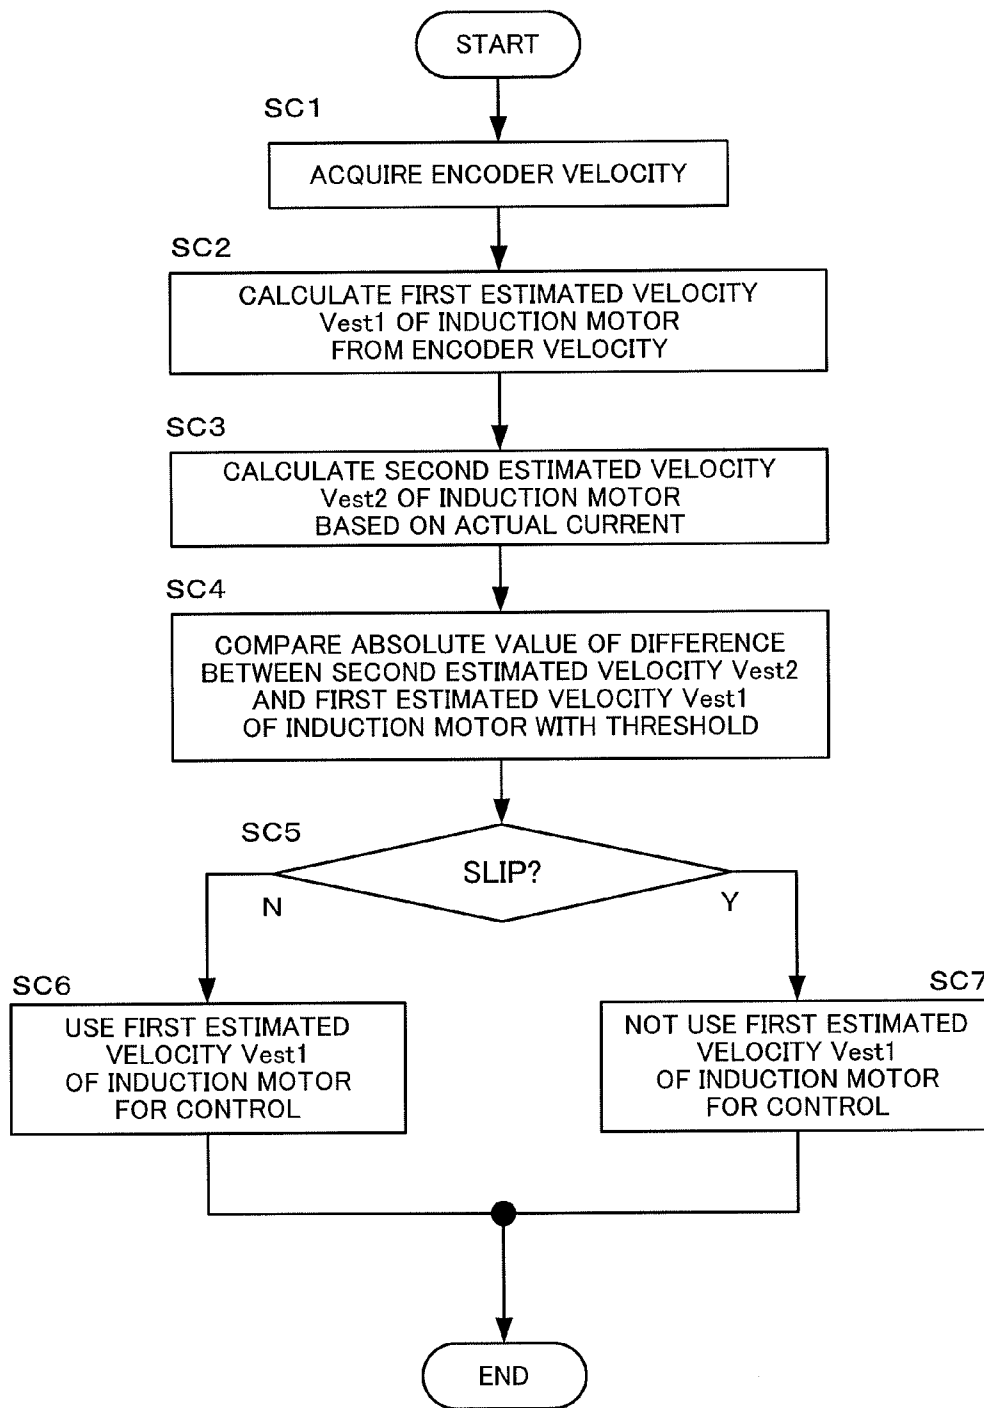 START
SC1
ACQUIRE ENCODER VELOCITY
SC2
CALCULATE FIRST ESTIMATED VELOCITY
Vest1 OF INDUCTION MOTOR
FROM ENCODER VELOCITY
SC3
CALCULATE SECOND ESTIMATED VELOCITY
Vest2 OF INDUCTION MOTOR
BASED ON ACTUAL CURRENT
SC4
COMPARE ABSOLUTE VALUE OF DIFFERENCE
BETWEEN SECOND ESTIMATED VELOCITY Vest2
AND FIRST ESTIMATED VELOCITY Vest1
OF INDUCTION MOTOR WITH THRESHOLD
SC5
SLIP?
N
Y
SC6
USE FIRST ESTIMATED
VELOCITY Vest1
OF INDUCTION MOTOR
FOR CONTROL
SC7
NOT USE FIRST ESTIMATED
VELOCITY Vest1
OF INDUCTION MOTOR
FOR CONTROL
END